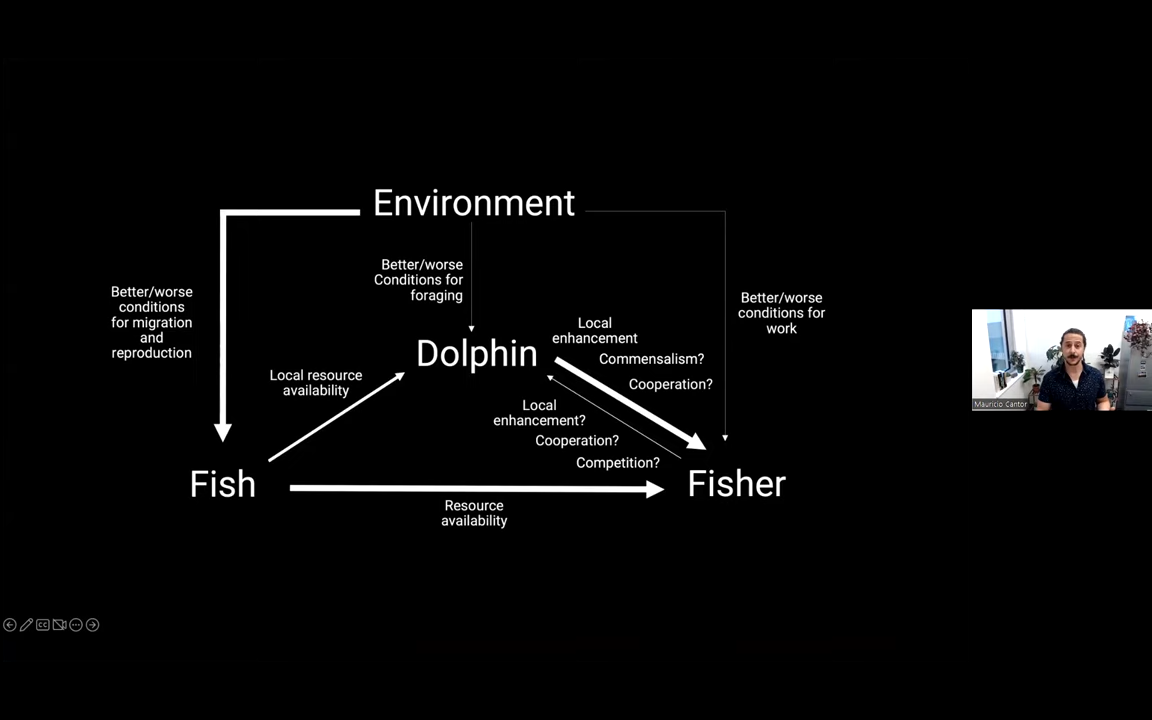 Environment
Better/worse
Conditions for
foraging
Better/worse
conditions
for migration
and
reproduction
Better/worse
conditions for
work
Local
enhancement
Commensalism?
Cooperation?
Dolphin
Local resource
availability
Local
enhancement?
Cooperation?
Competition?
Fish
Fisher
Resource
availability
Mauricio Cantor
CC